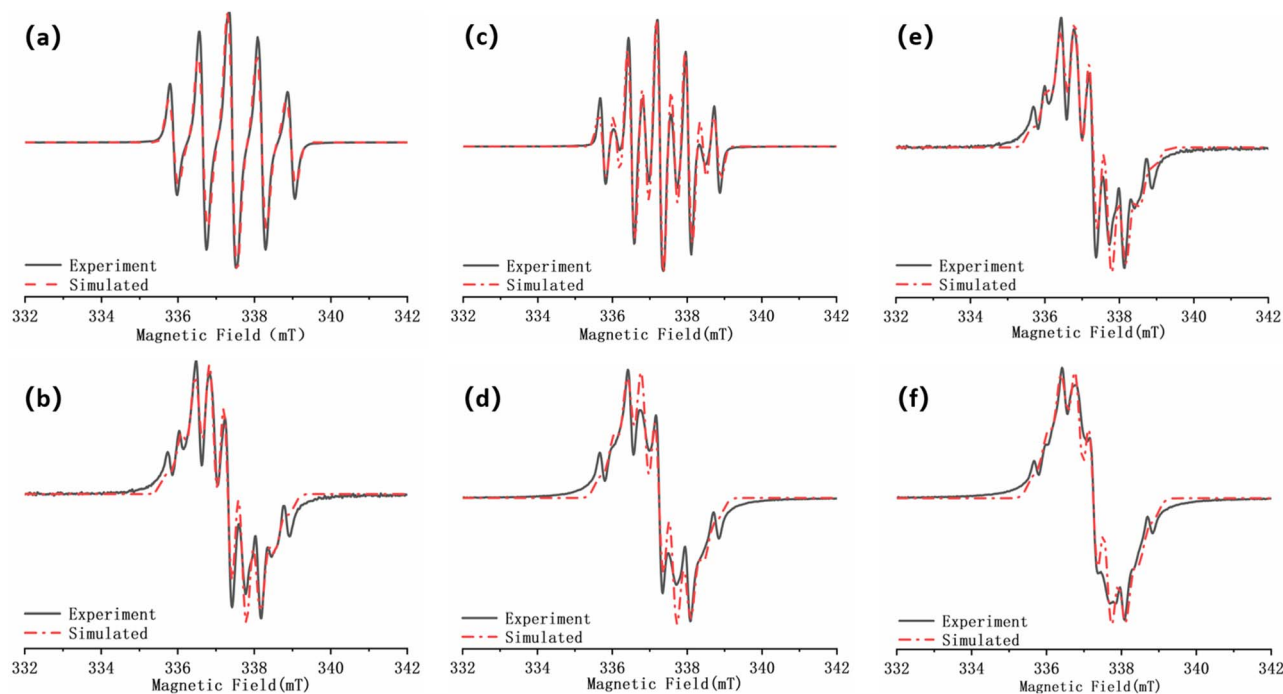 (a)
Experiment
Simulated
332 334 336 338 340 342
Magnetic Field (mT)
(c)
Experiment
Simulated
332 334 336 338 340 342
Magnetic Field(mT)
(e)
Experiment
Simulated
332 334 336 338 340 342
Magnetic Field(mT)
(b)
Experiment
Simulated
332 334 336 338 340 342
Magnetic Field(mT)
(d)
Experiment
Simulated
332 334 336 338 340 342
Magnetic Field(mT)
(f)
Experiment
Simulated
332 334 336 338 340 342
Magnetic Field(mT)